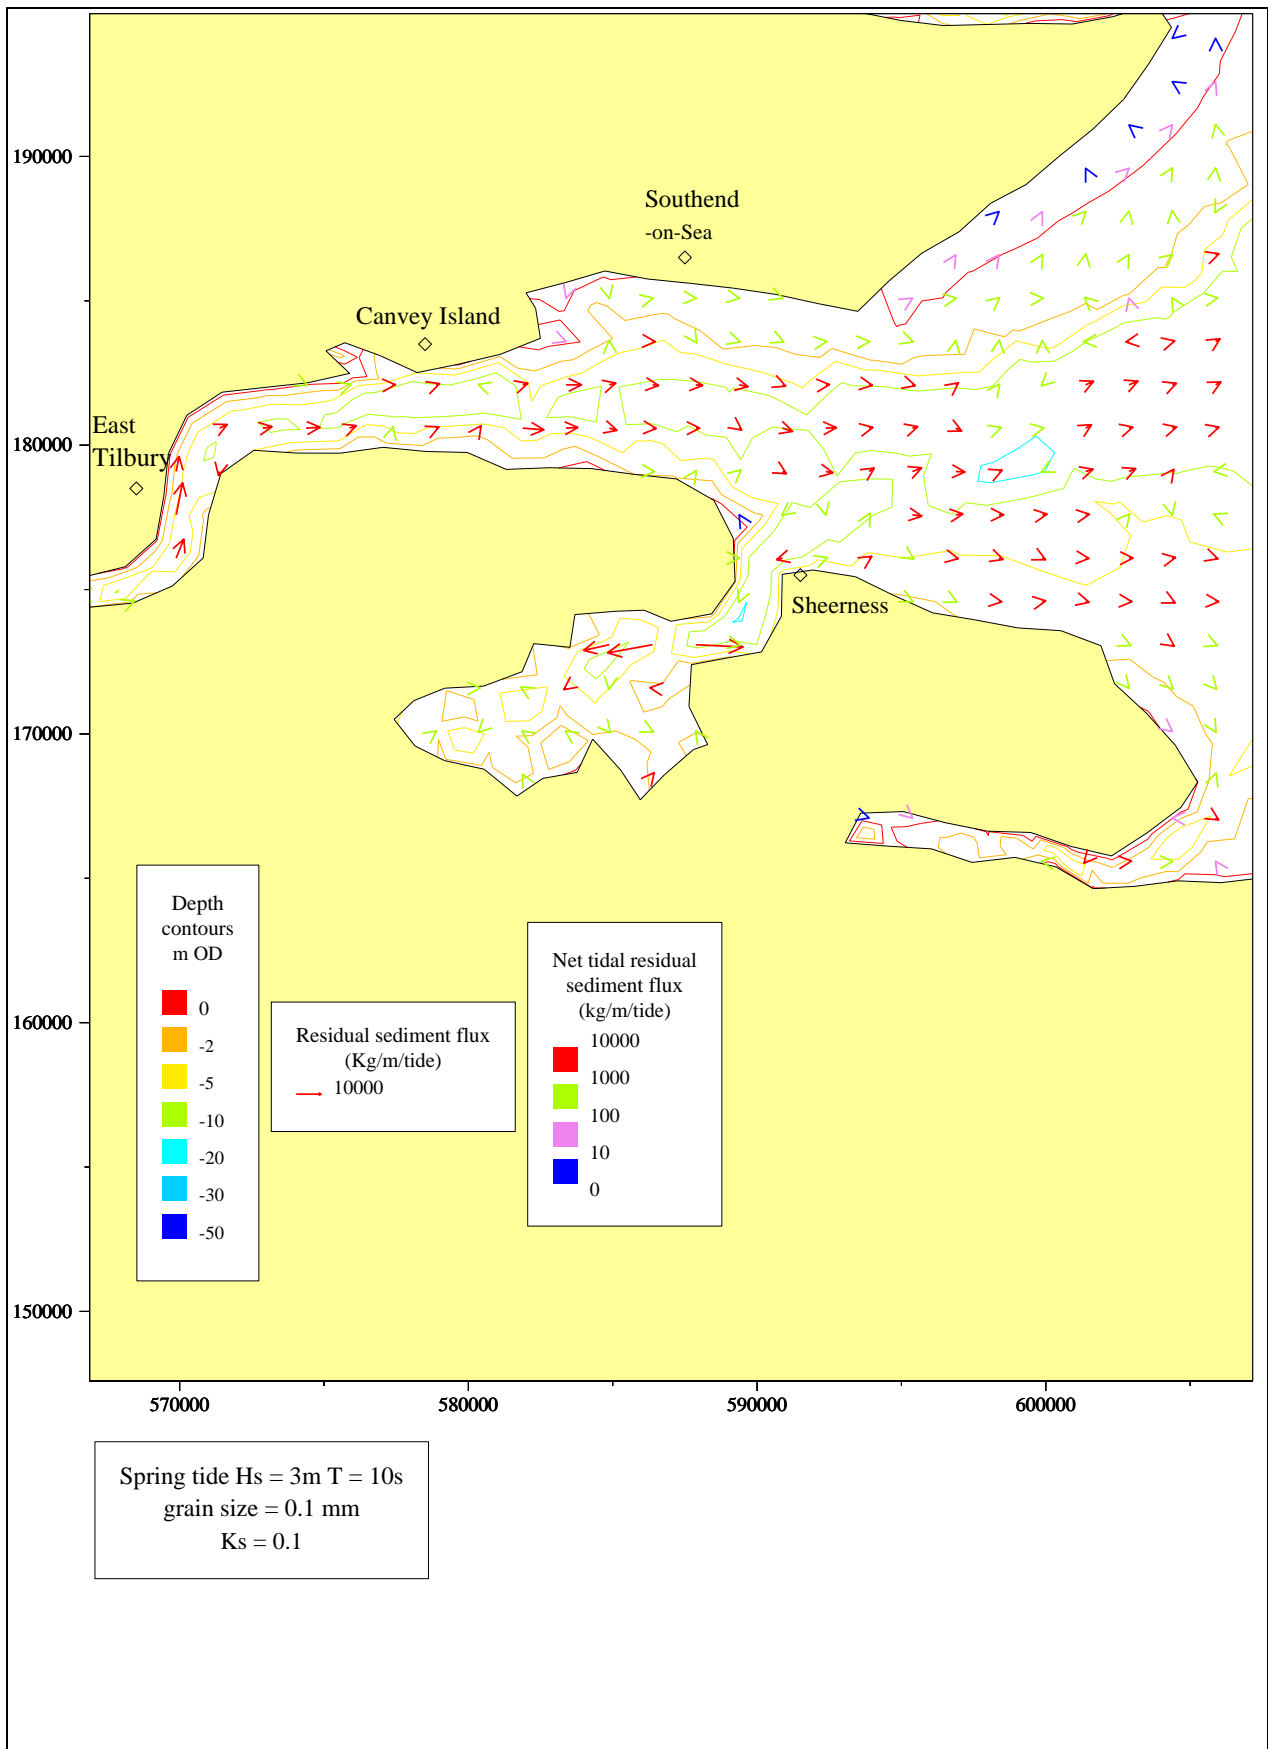 190000
180000
170000
160000
150000
Southend
-on-Sea
Canvey Island
East
Tilbury
Sheerness
Depth
contours
m OD
0
-2
-5
-10
-20
-30
-50
Residual sediment flux
(Kg/m/tide)
10000
Net tidal residual
sediment flux
(kg/m/tide)
10000
1000
100
10
0
570000
580000
590000
600000
Spring tide Hs = 3m T = 10s
grain size = 0.1 mm
Ks = 0.1